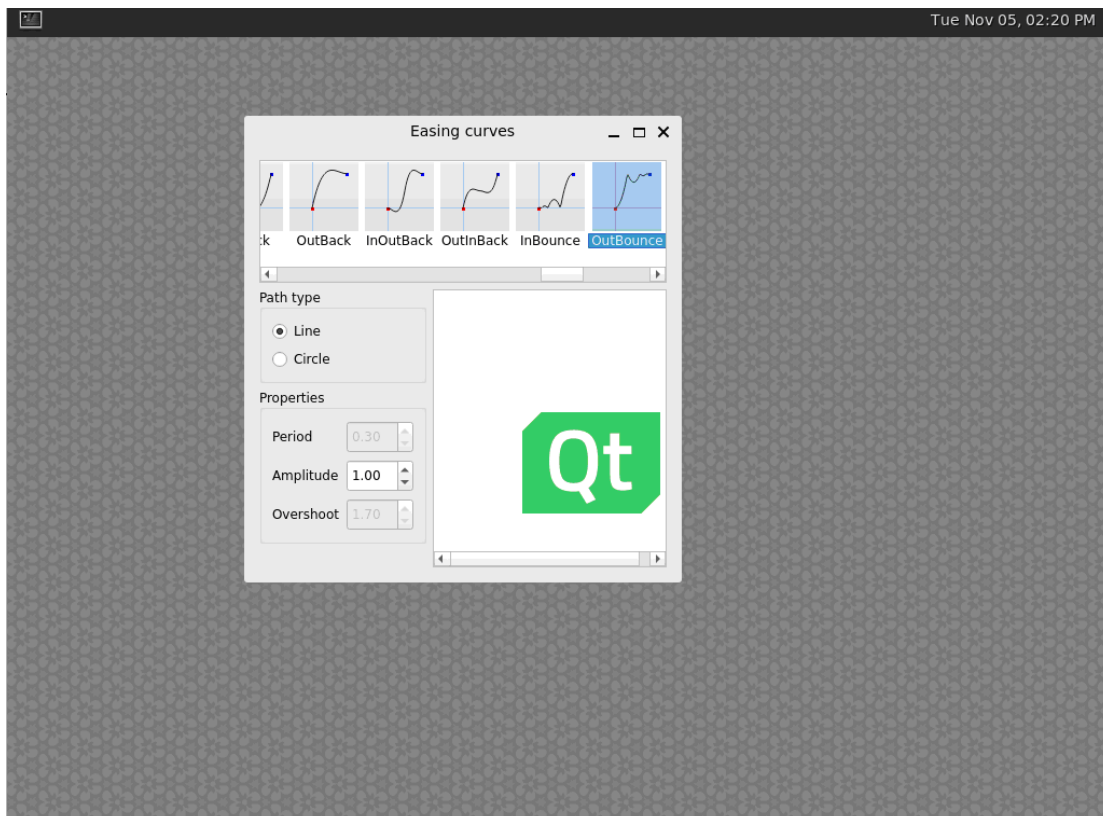 Tue Nov 05, 02:20 PM
Easing curves
:k OutBack InOutBack OutInBack InBounce OutBounce
Path type
Line
Circle
Properties
Period 0.30
Amplitude 1.00
Overshoot 1.70
Qt